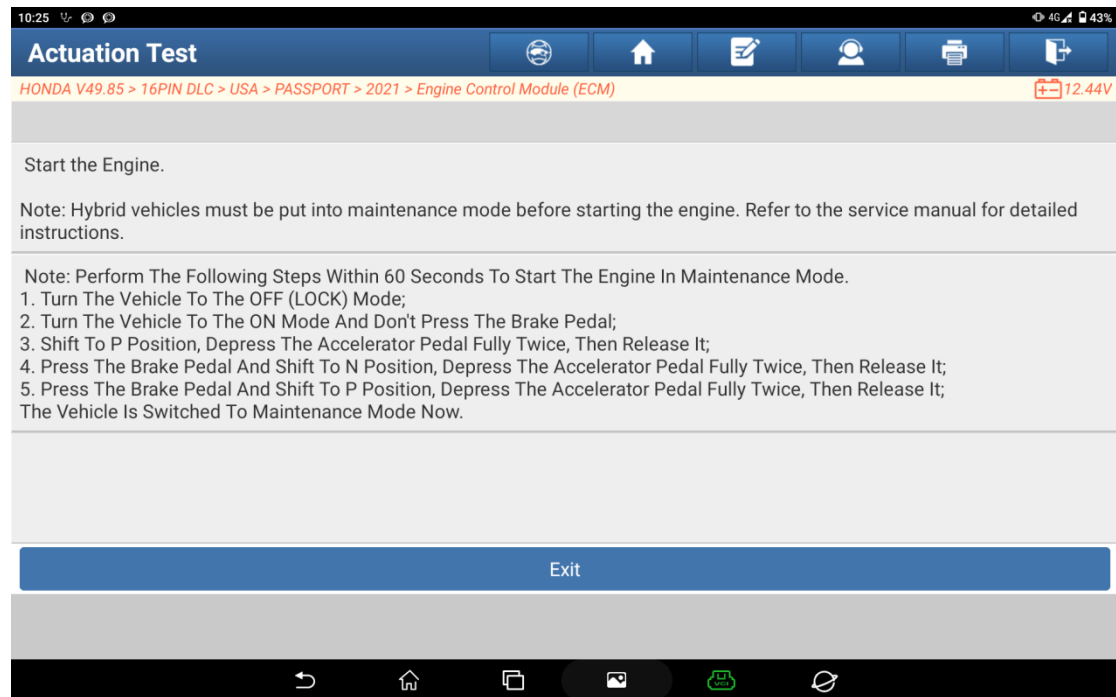 10:25 4G 43%
Actuation Test
HONDA V49.85 > 16PIN DLC > USA > PASSPORT > 2021 > Engine Control Module (ECM) 12.44V
Start the Engine.
Note: Hybrid vehicles must be put into maintenance mode before starting the engine. Refer to the service manual for detailed
instructions.
Note: Perform The Following Steps Within 60 Seconds To Start The Engine In Maintenance Mode.
1. Turn The Vehicle To The OFF (LOCK) Mode;
2. Turn The Vehicle To The ON Mode And Don't Press The Brake Pedal;
3. Shift To P Position, Depress The Accelerator Pedal Fully Twice, Then Release It;
4. Press The Brake Pedal And Shift To N Position, Depress The Accelerator Pedal Fully Twice, Then Release It;
5. Press The Brake Pedal And Shift To P Position, Depress The Accelerator Pedal Fully Twice, Then Release It;
The Vehicle Is Switched To Maintenance Mode Now.
Exit
VCI